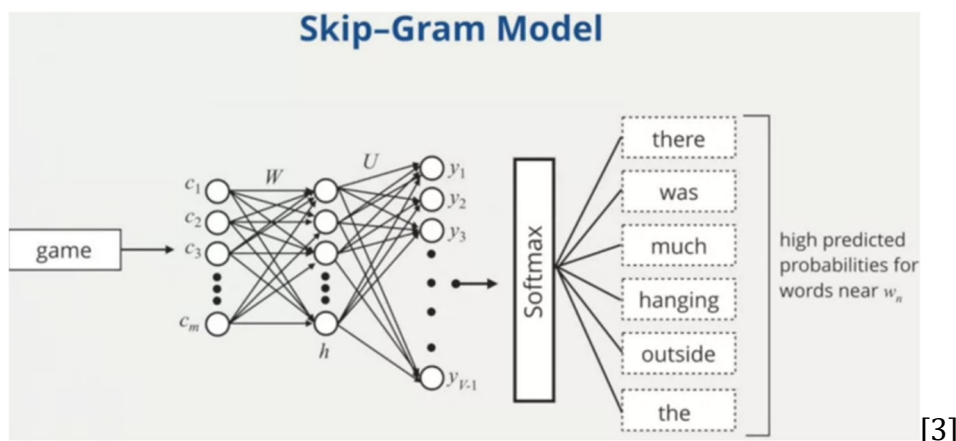 Skip–Gram Model
game
c₁
c₂
c₃
cₘ
W
h
U
y₁
y₂
y₃
y_V-1
Softmax
there
was
much
hanging
outside
the
high predicted
probabilities for
words near wₙ
[3]